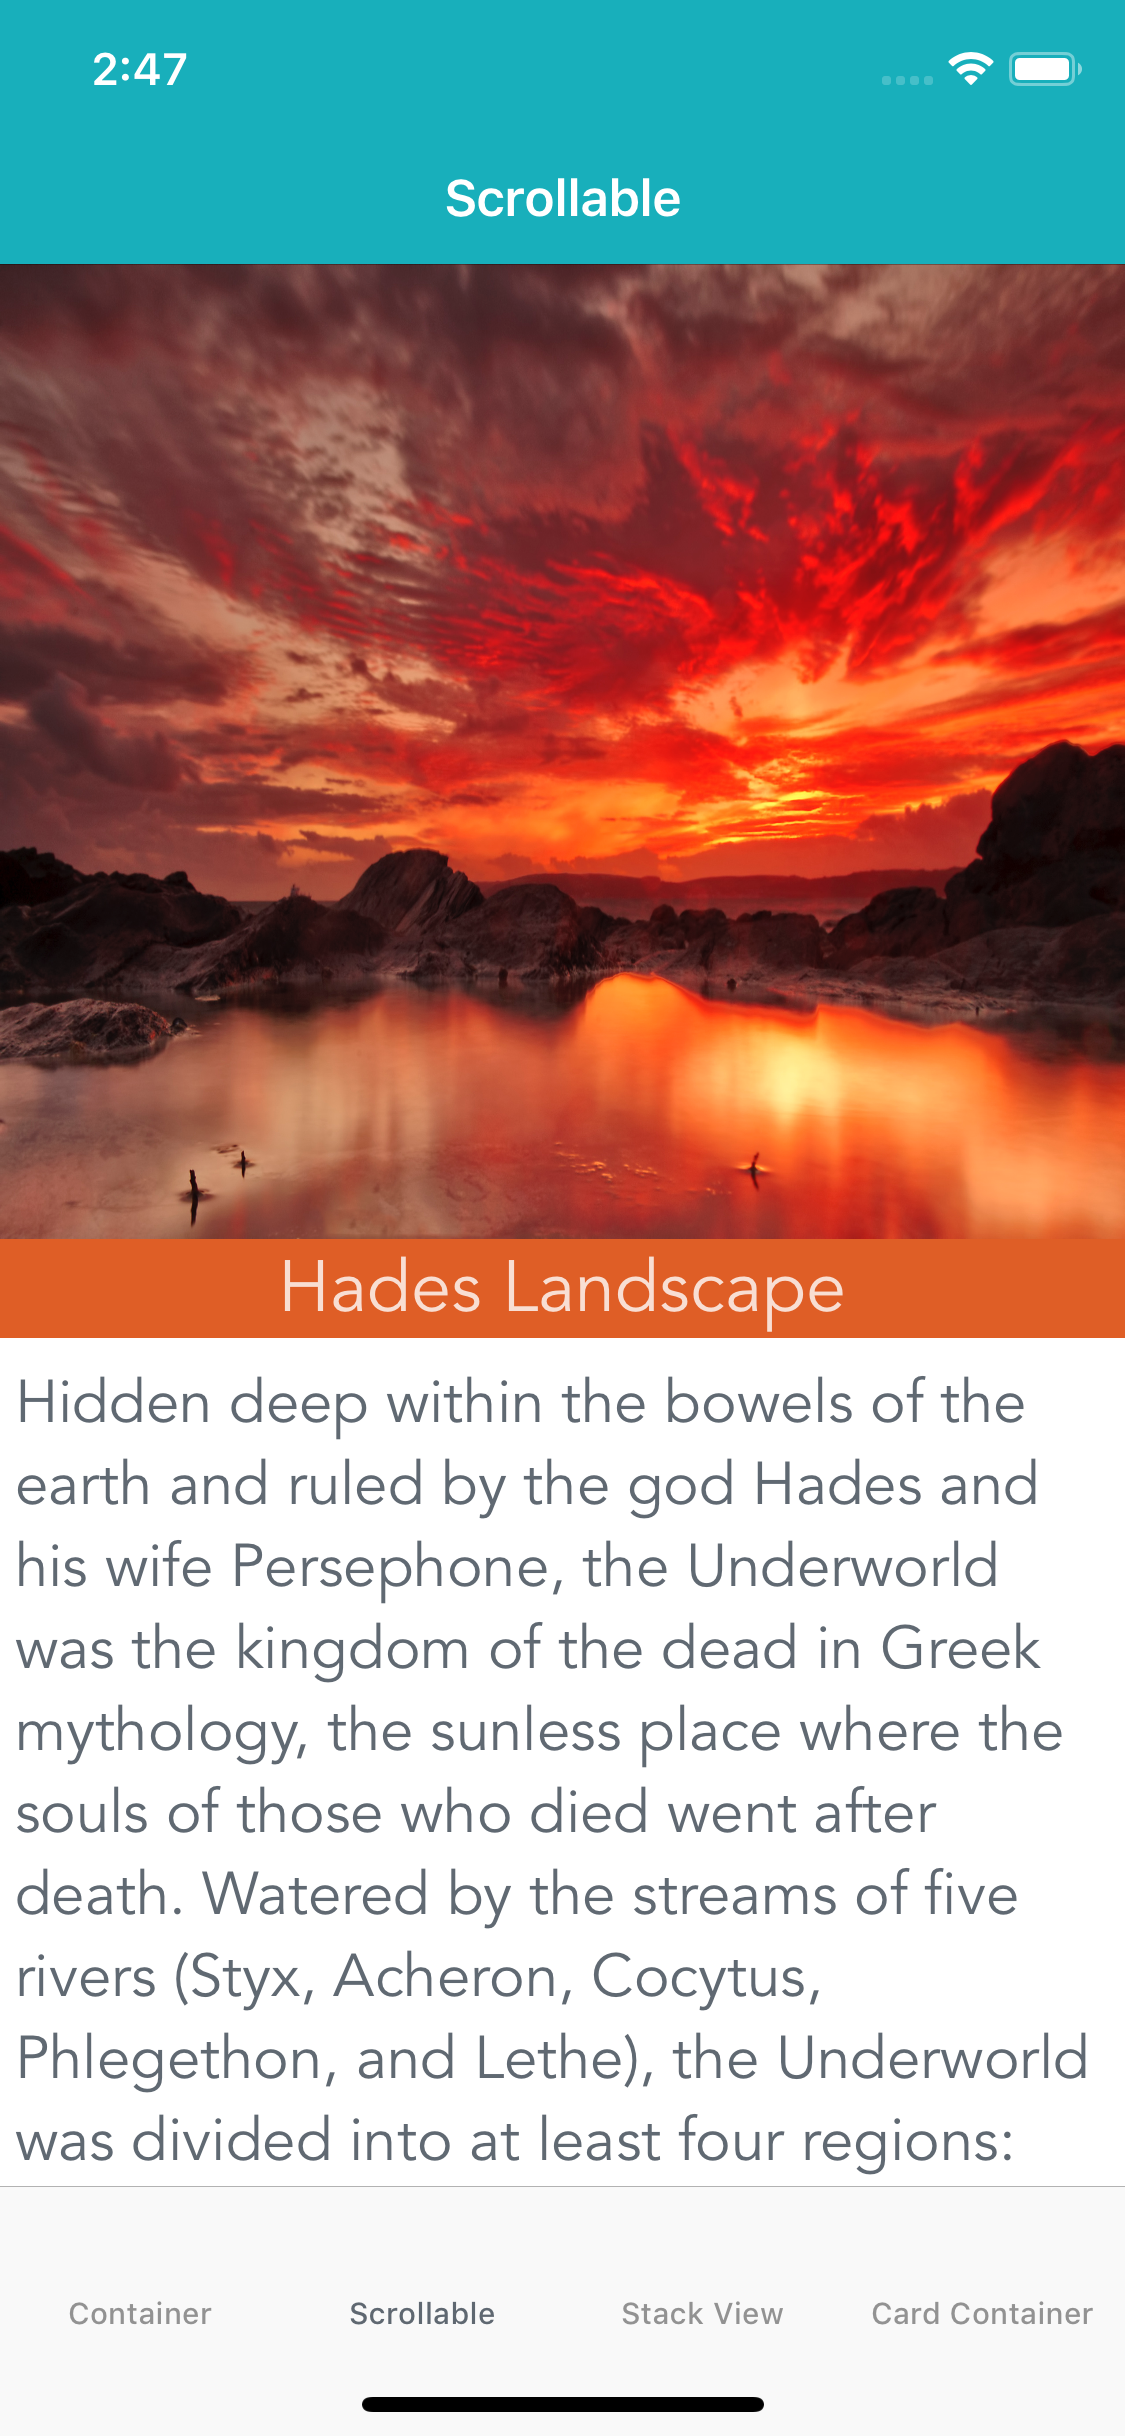 2:47
Scrollable
Hades Landscape
Hidden deep within the bowels of the
earth and ruled by the god Hades and
his wife Persephone, the Underworld
was the kingdom of the dead in Greek
mythology, the sunless place where the
souls of those who died went after
death. Watered by the streams of five
rivers (Styx, Acheron, Cocytus,
Phlegethon, and Lethe), the Underworld
was divided into at least four regions:
Container Scrollable Stack View Card Container